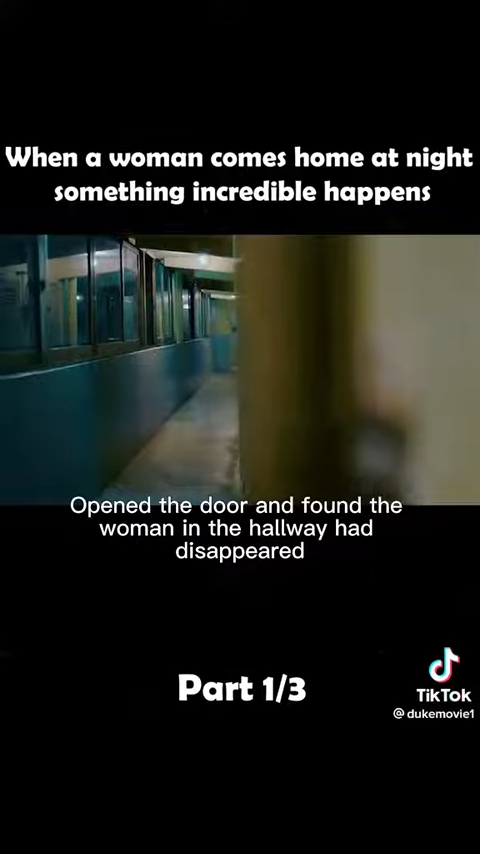 When a woman comes home at night
something incredible happens
Opened the door and found the
woman in the hallway had
disappeared
Part 1/3
TikTok
@dukemovie1